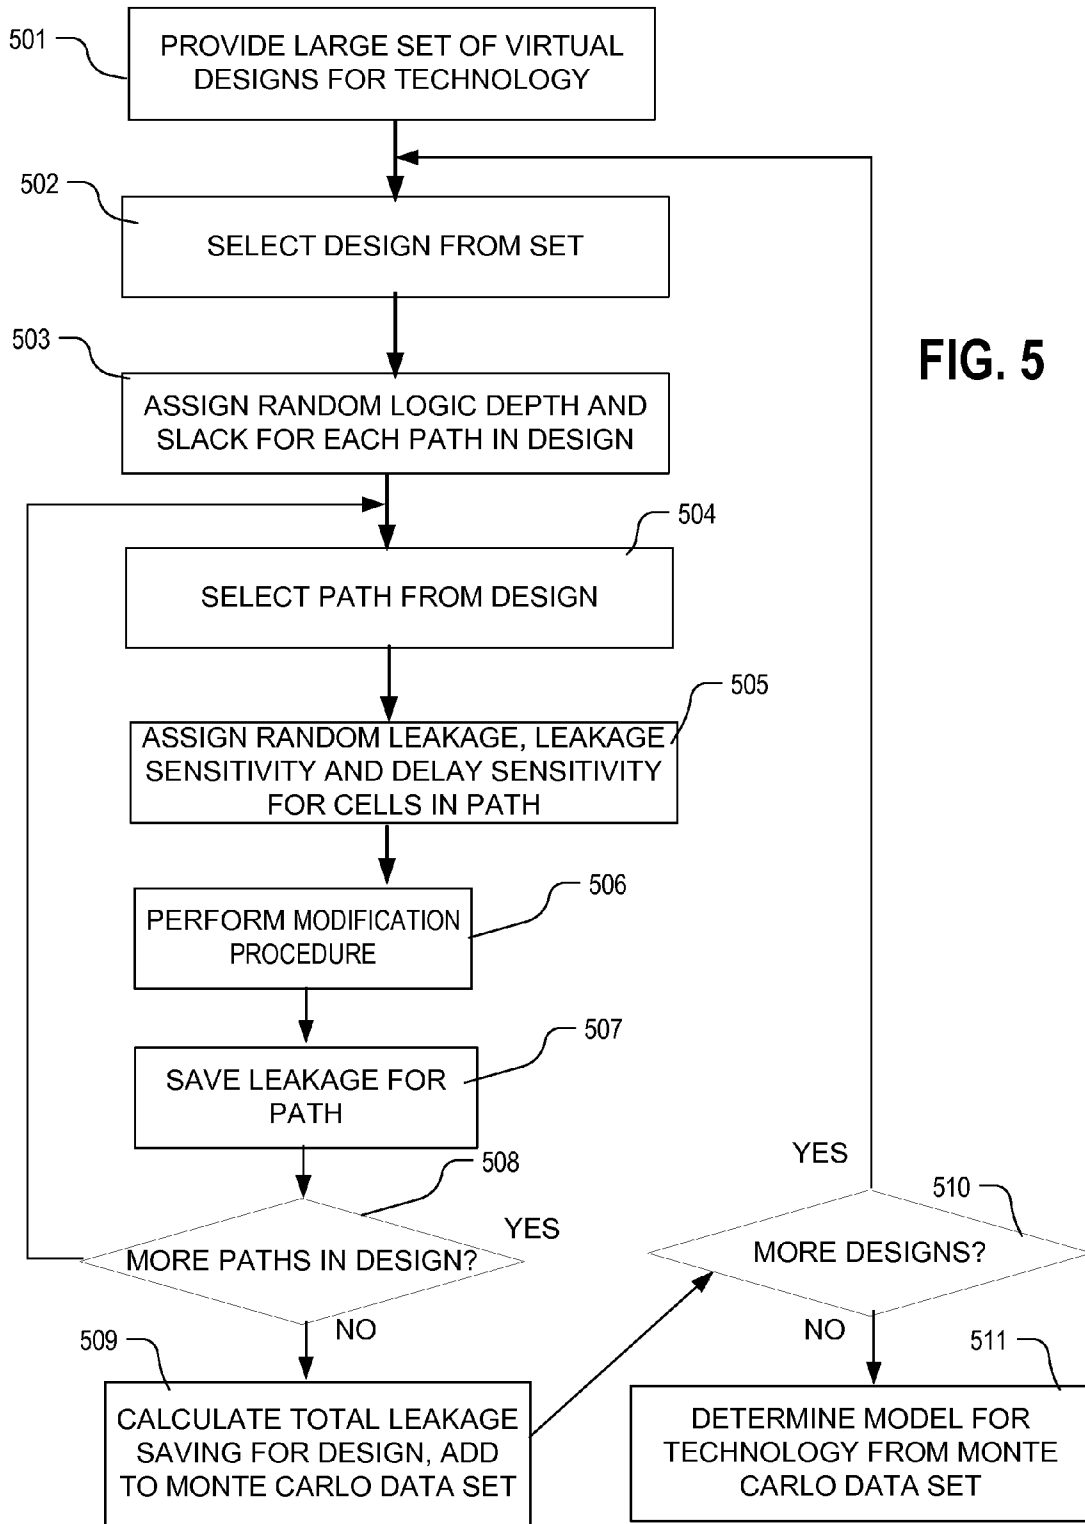 501
PROVIDE LARGE SET OF VIRTUAL
DESIGNS FOR TECHNOLOGY
502
SELECT DESIGN FROM SET
503
ASSIGN RANDOM LOGIC DEPTH AND
SLACK FOR EACH PATH IN DESIGN
FIG. 5
504
SELECT PATH FROM DESIGN
505
ASSIGN RANDOM LEAKAGE, LEAKAGE
SENSITIVITY AND DELAY SENSITIVITY
FOR CELLS IN PATH
506
PERFORM MODIFICATION
PROCEDURE
507
SAVE LEAKAGE FOR
PATH
508
YES
MORE PATHS IN DESIGN?
NO
509
CALCULATE TOTAL LEAKAGE
SAVING FOR DESIGN, ADD
TO MONTE CARLO DATA SET
YES
510
MORE DESIGNS?
NO
511
DETERMINE MODEL FOR
TECHNOLOGY FROM MONTE
CARLO DATA SET